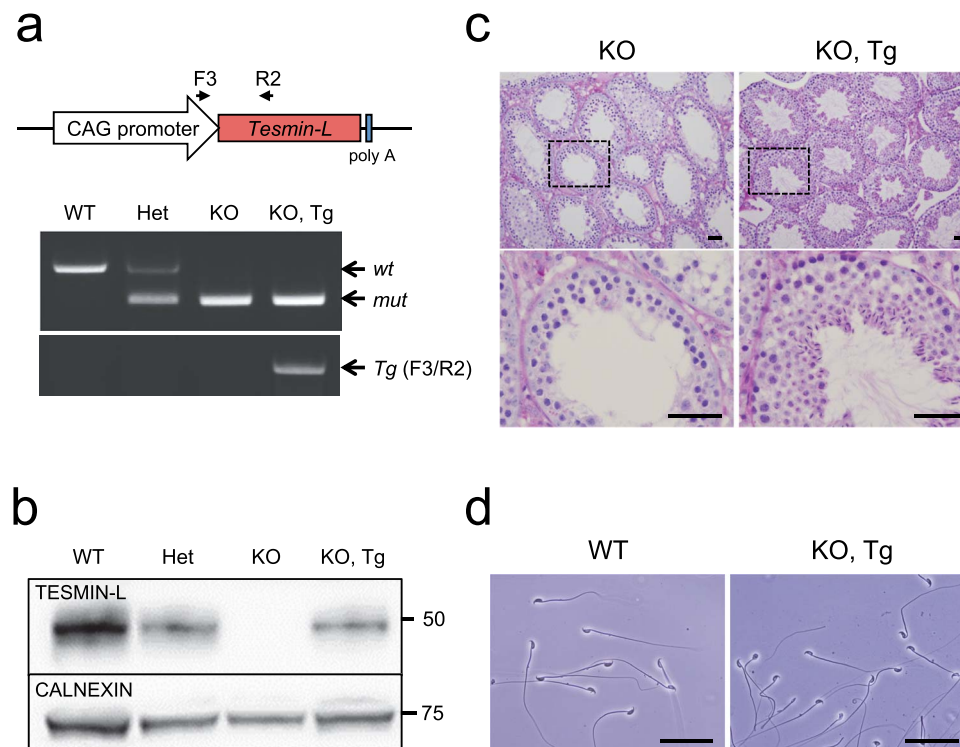 a
F3 R2
CAG promoter Tesmin-L
poly A
WT Het KO KO, Tg
wt
mut
Tg (F3/R2)
b
WT Het KO KO, Tg
TESMIN-L
50
CALNEXIN
75
c
KO KO, Tg
d
WT KO, Tg